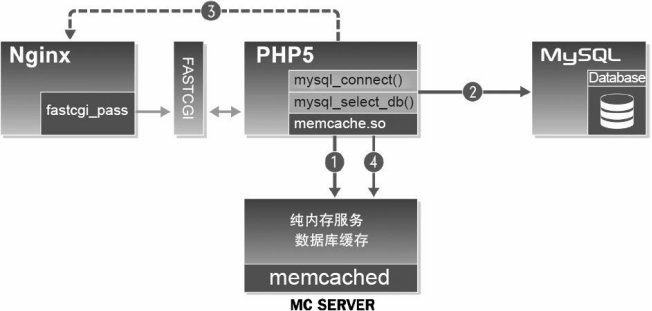 3
Nginx
fastcgi_pass
FASTCGI
PHP5
mysql_connect()
mysql_select_db()
memcache.so
2
MySQL
Database
1
4
纯内存服务
数据库缓存
memcached
MC SERVER